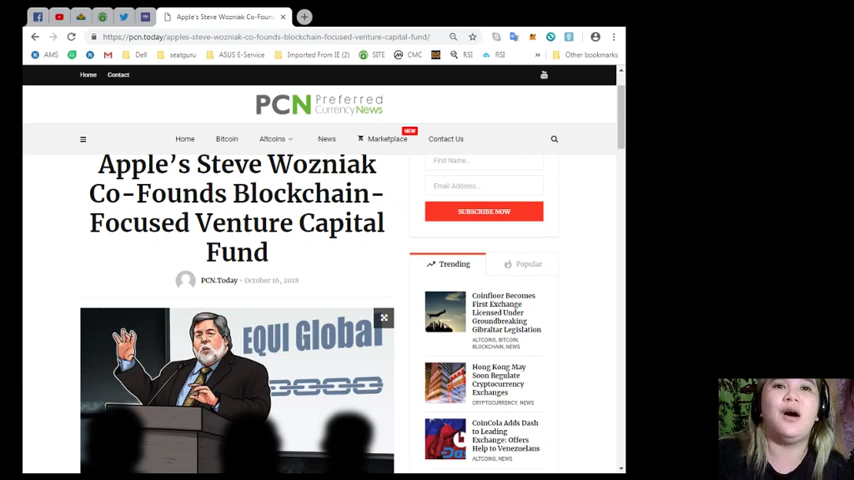 Apple's Steve Wozniak Co-Foun
https://pcn.today/apples-steve-wozniak-co-founds-blockchain-focused-venture-capital-fund/
AMS
Dell
seatguru
ASUS E-Service
Imported From IE (2)
SITE
CMC
RSI
RSI
Other bookmarks
Home Contact
PCN Preferred
Currency News
NEW
Home Bitcoin Altcoins News Marketplace Contact Us
Apple's Steve Wozniak
Co-Founds Blockchain-
Focused Venture Capital
Fund
PCN.Today - October 16, 2018
EQUI Global
First Name...
Email Address...
SUBSCRIBE NOW
Trending Popular
Coinfloor Becomes
First Exchange
Licensed Under
Groundbreaking
Gibraltar Legislation
ALTCOINS, BITCOIN,
BLOCKCHAIN, NEWS
Hong Kong May
Soon Regulate
Cryptocurrency
Exchanges
CRYPTOCURRENCY, NEWS
CoinCola Adds Dash
to Leading
Exchange: Offers
Help to Venezuelans
ALTCOINS, NEWS